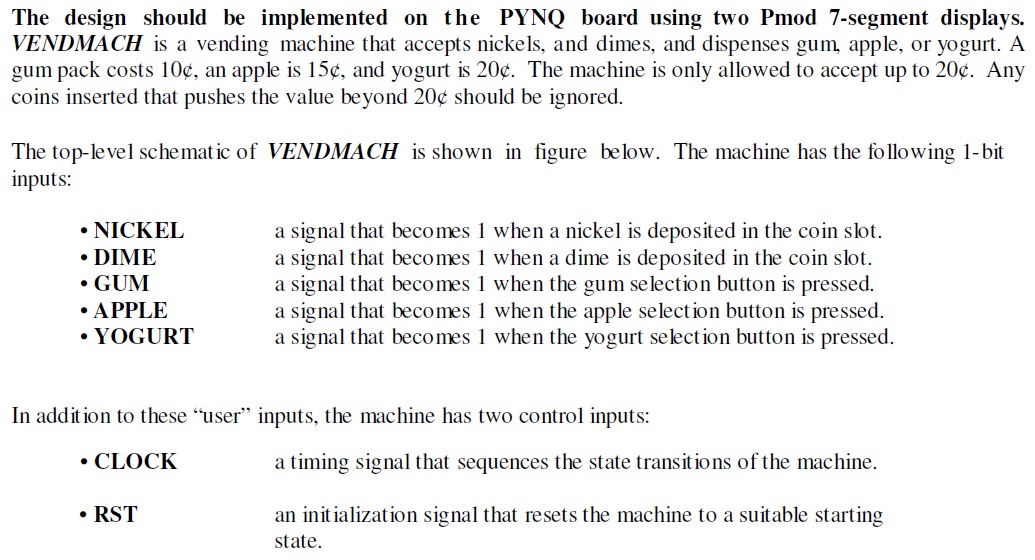 The design should be implemented on the PYNQ board using two Pmod 7-segment displays.
VENDMACH is a vending machine that accepts nickels, and dimes, and dispenses gum, apple, or yogurt. A
gum pack costs 10¢, an apple is 15¢, and yogurt is 20¢. The machine is only allowed to accept up to 20¢. Any
coins inserted that pushes the value beyond 20¢ should be ignored.
The top-level schematic of VENDMACH is shown in figure below. The machine has the following 1-bit
inputs:
• NICKEL a signal that becomes 1 when a nickel is deposited in the coin slot.
• DIME a signal that becomes 1 when a dime is deposited in the coin slot.
• GUM a signal that becomes 1 when the gum selection button is pressed.
• APPLE a signal that becomes 1 when the apple selection button is pressed.
• YOGURT a signal that becomes 1 when the yogurt selection button is pressed.
In addition to these “user” inputs, the machine has two control inputs:
• CLOCK a timing signal that sequences the state transitions of the machine.
• RST an initialization signal that resets the machine to a suitable starting
state.